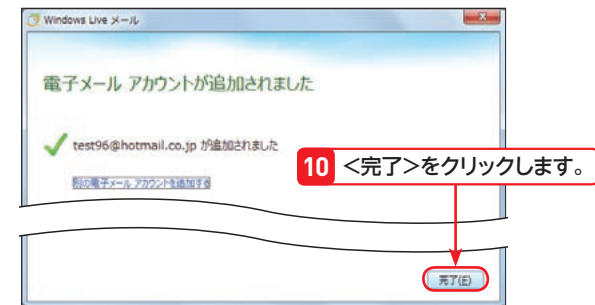 Windows Live メール
電子メール アカウントが追加されました
test96@hotmail.co.jp が追加されました
別の電子メール アカウントを追加する
10 <完了>をクリックします。
完了(E)